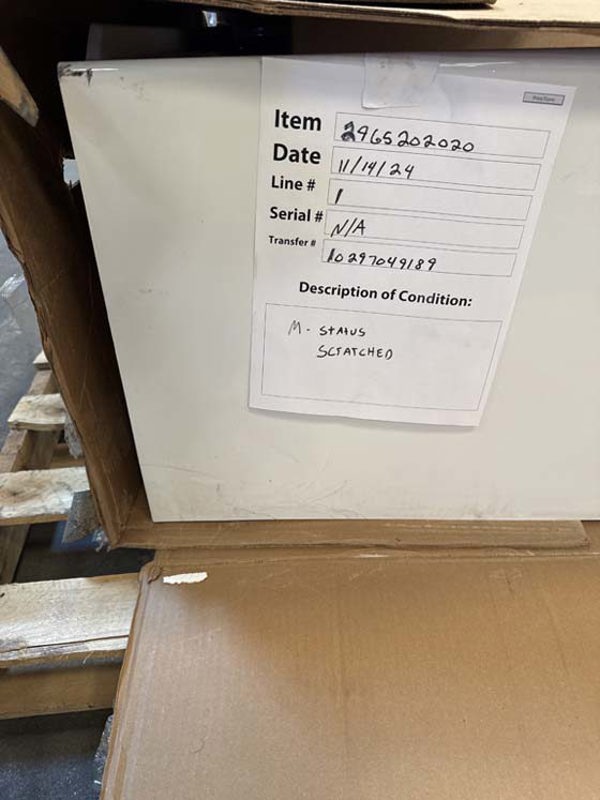 Item 2965202020
Date 11/14/24
Line # 1
Serial # N/A
Transfer # 10297049189
Description of Condition:
M- STATUS
SCTATCHED